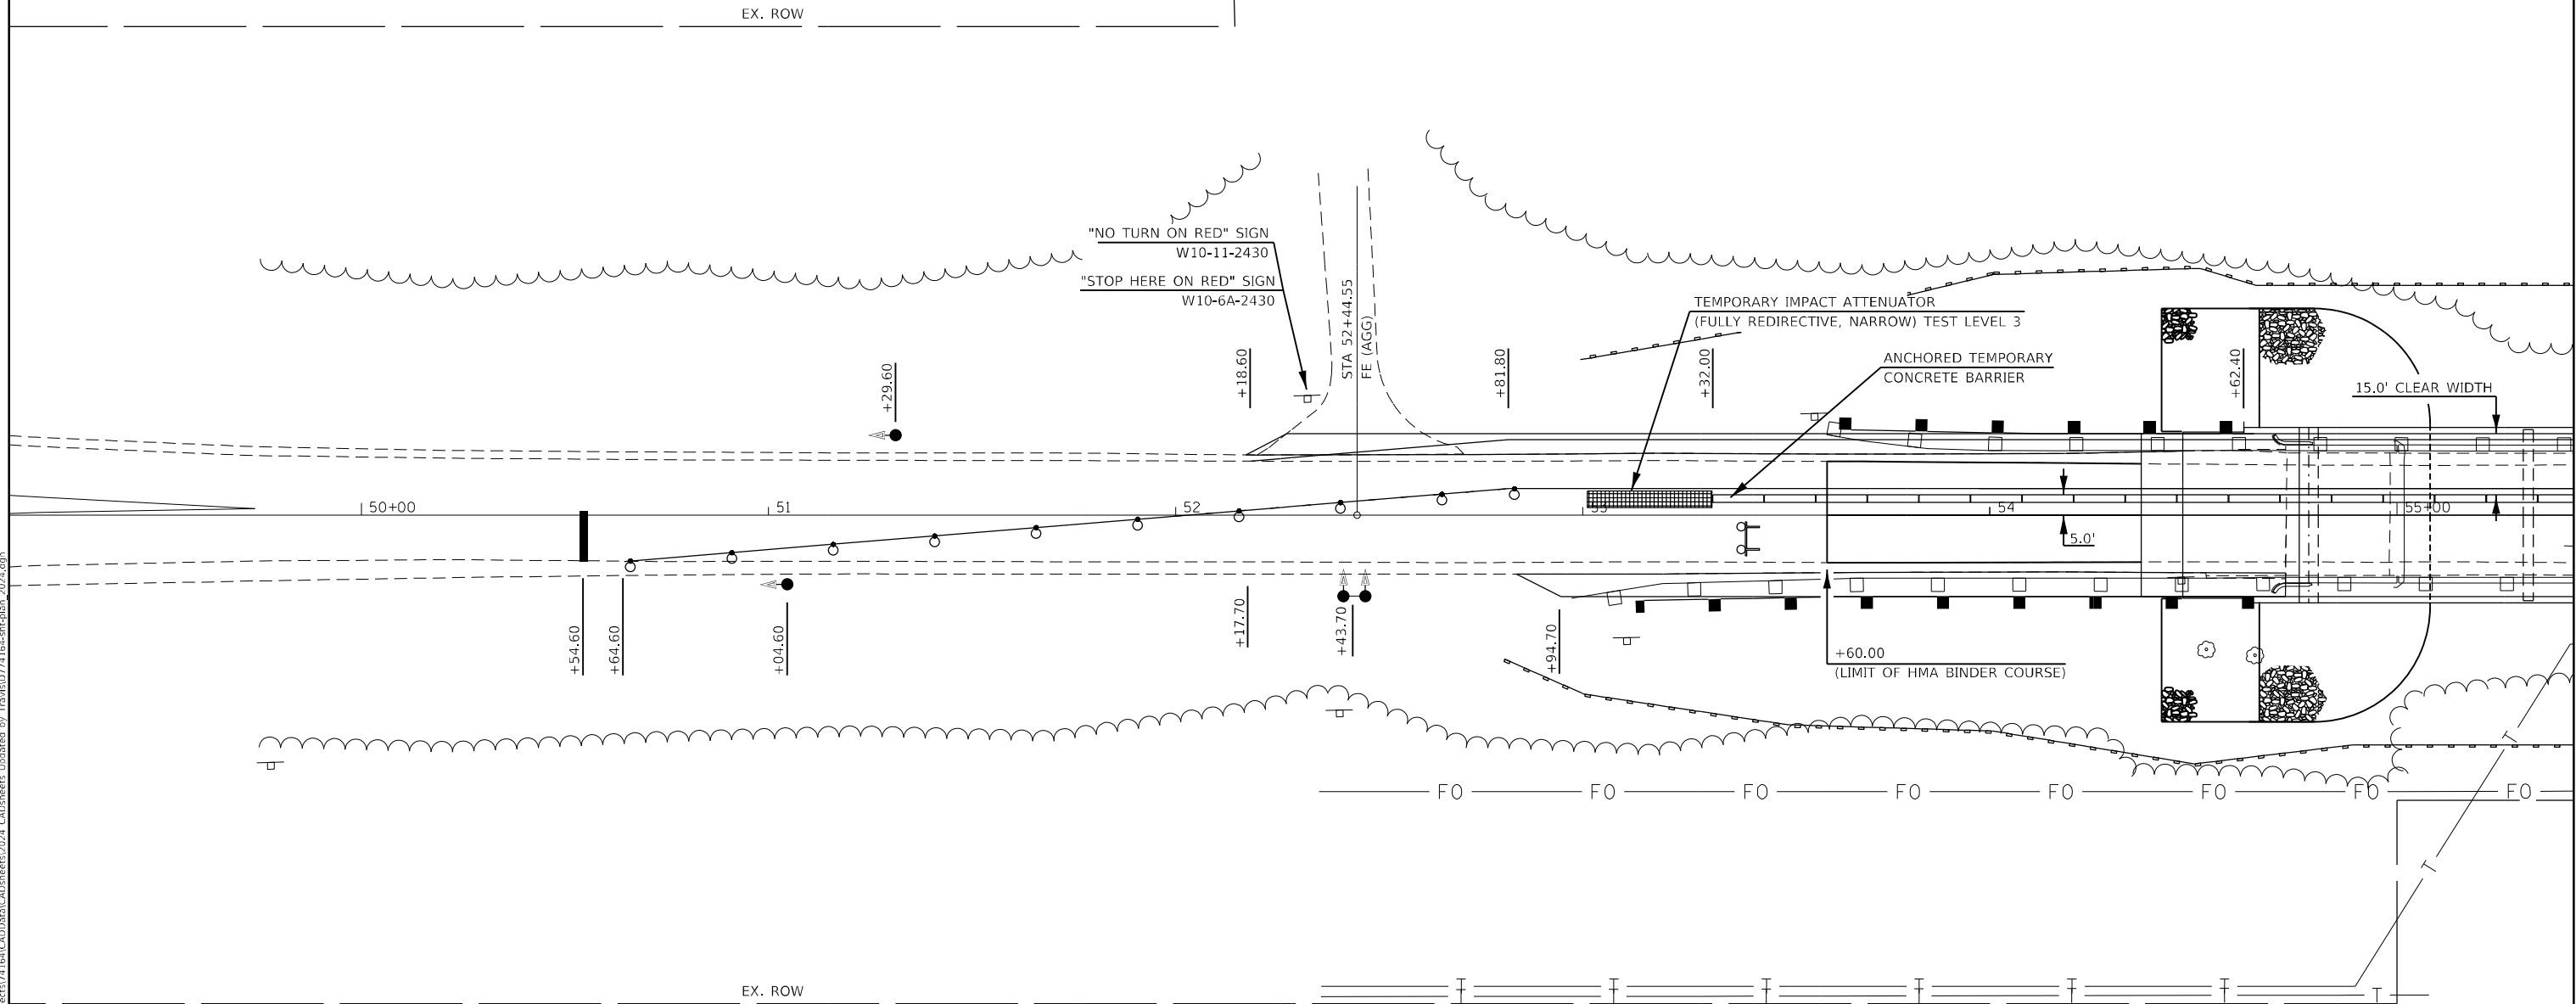 EX. ROW
"NO TURN ON RED" SIGN
W10-11-2430
"STOP HERE ON RED" SIGN
W10-6A-2430
STA 52+44.55
FE (AGG)
TEMPORARY IMPACT ATTENUATOR
(FULLY REDIRECTIVE, NARROW) TEST LEVEL 3
ANCHORED TEMPORARY
CONCRETE BARRIER
15.0' CLEAR WIDTH
+29.60
+18.60
+81.80
+32.00
+62.40
50+00
51
52
53
54
55+00
5.0'
+54.60
+64.60
+04.60
+17.70
+43.70
+94.70
+60.00
(LIMIT OF HMA BINDER COURSE)
FO FO FO FO FO FO FO FO
T
T
EX. ROW
T T T T T T
T T T T T T
T